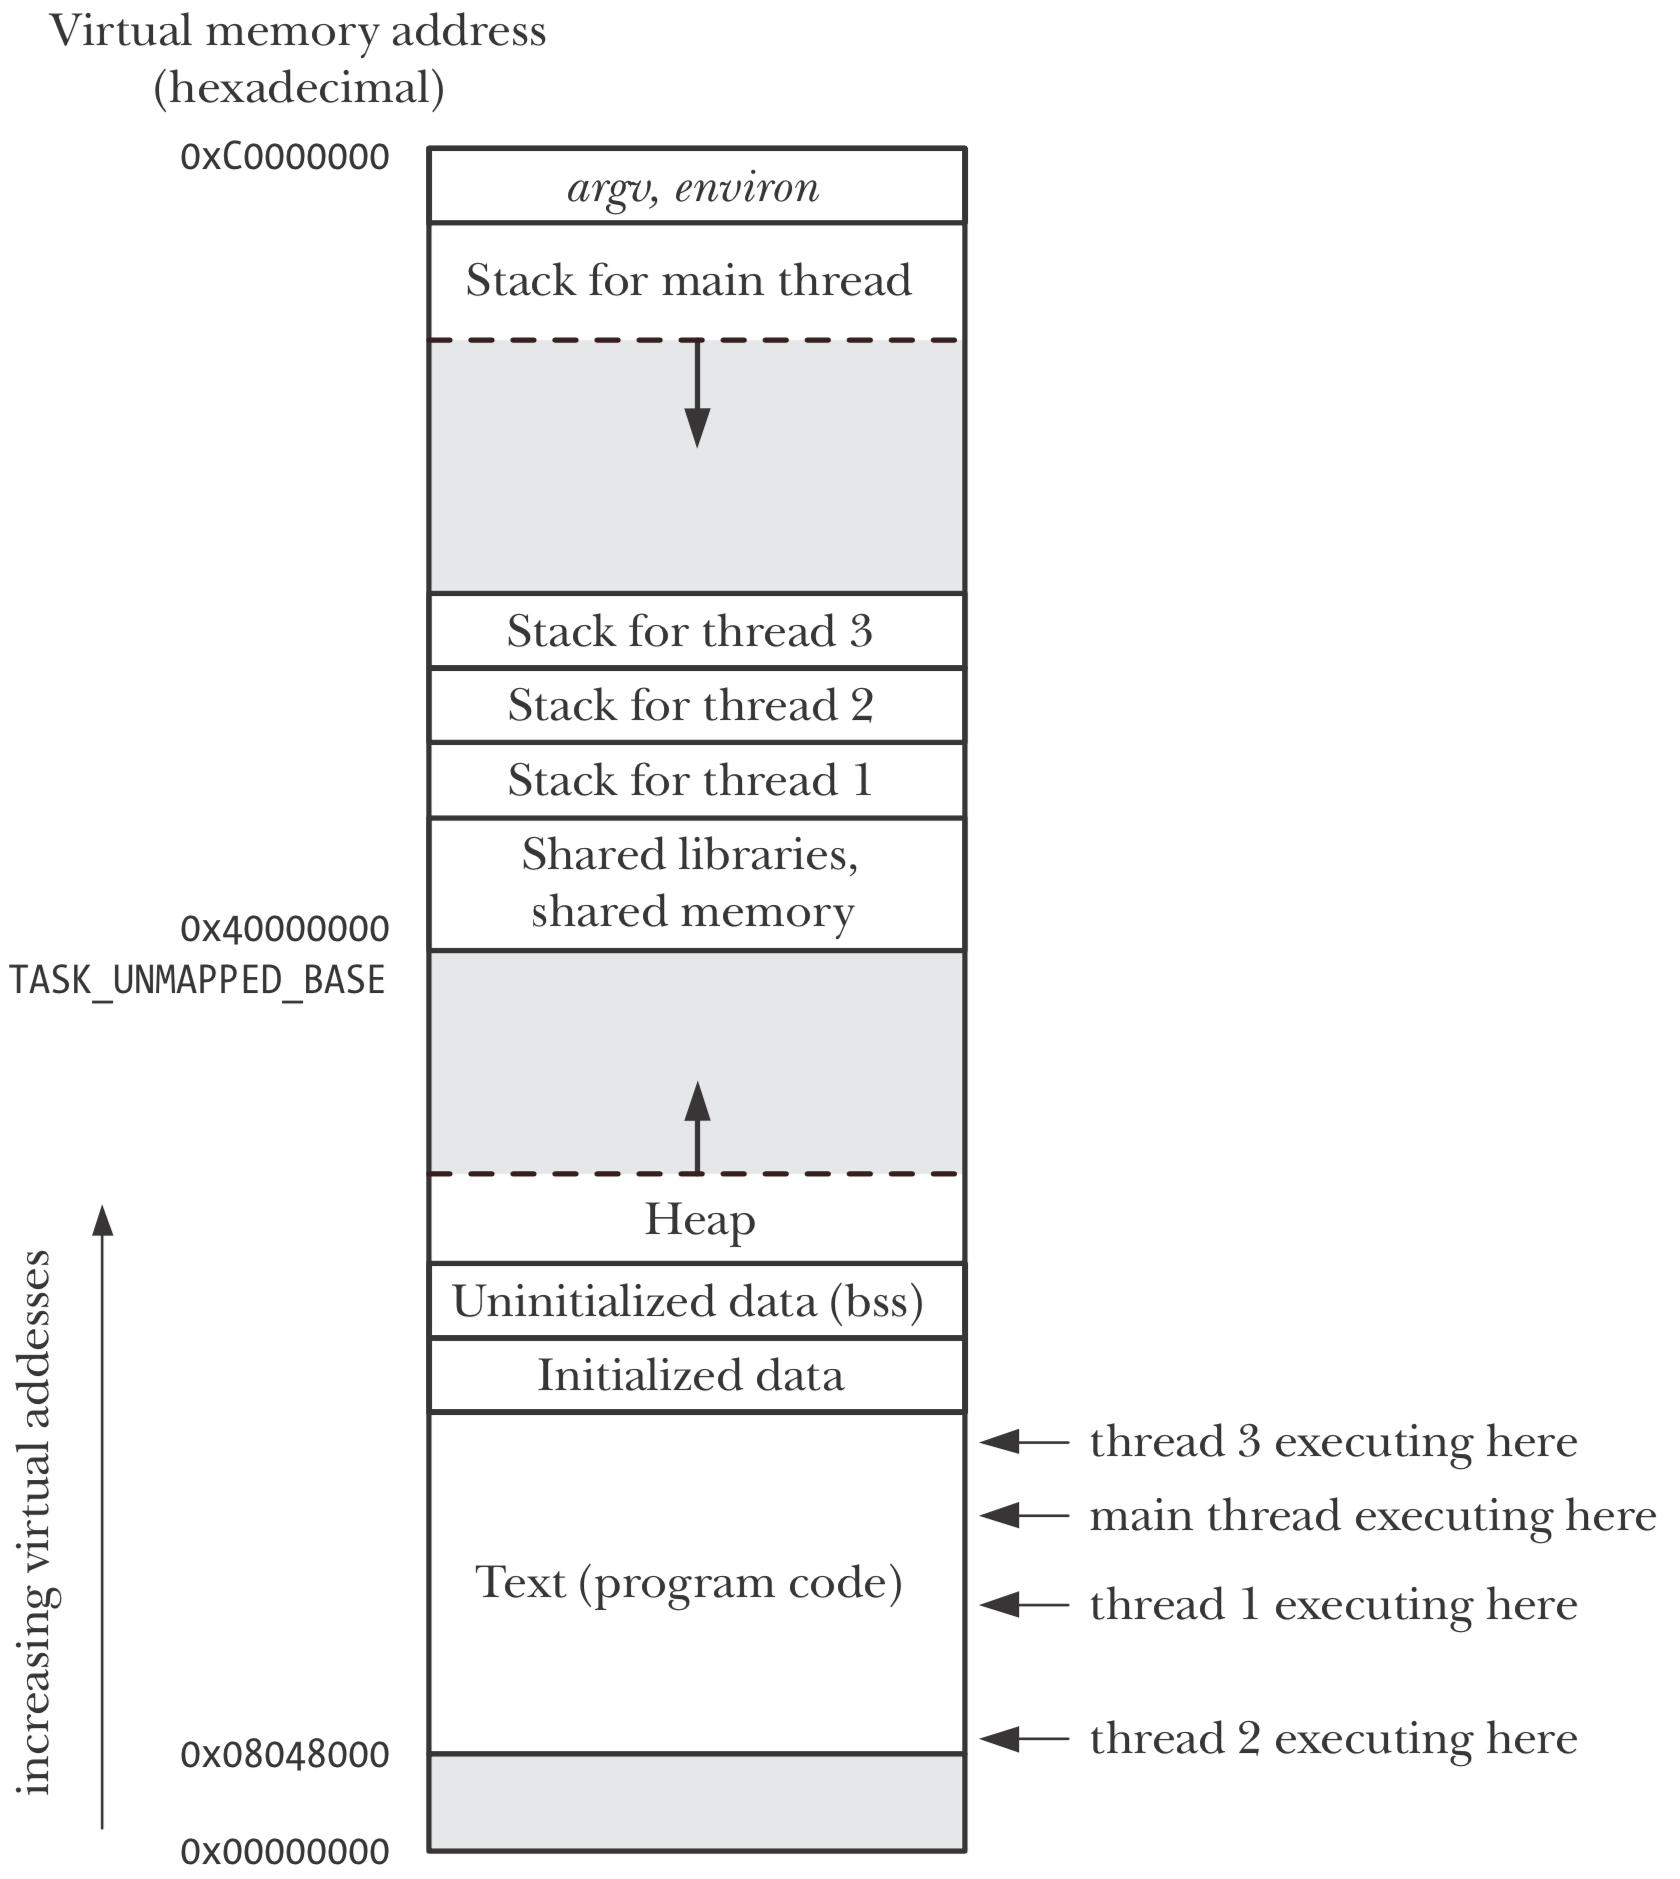 Virtual memory address
(hexadecimal)
0xC0000000
argv, environ
Stack for main thread
Stack for thread 3
Stack for thread 2
Stack for thread 1
Shared libraries,
shared memory
0x40000000
TASK_UNMAPPED_BASE
Heap
Uninitialized data (bss)
Initialized data
thread 3 executing here
main thread executing here
Text (program code)
thread 1 executing here
thread 2 executing here
0x08048000
0x00000000
increasing virtual addesses